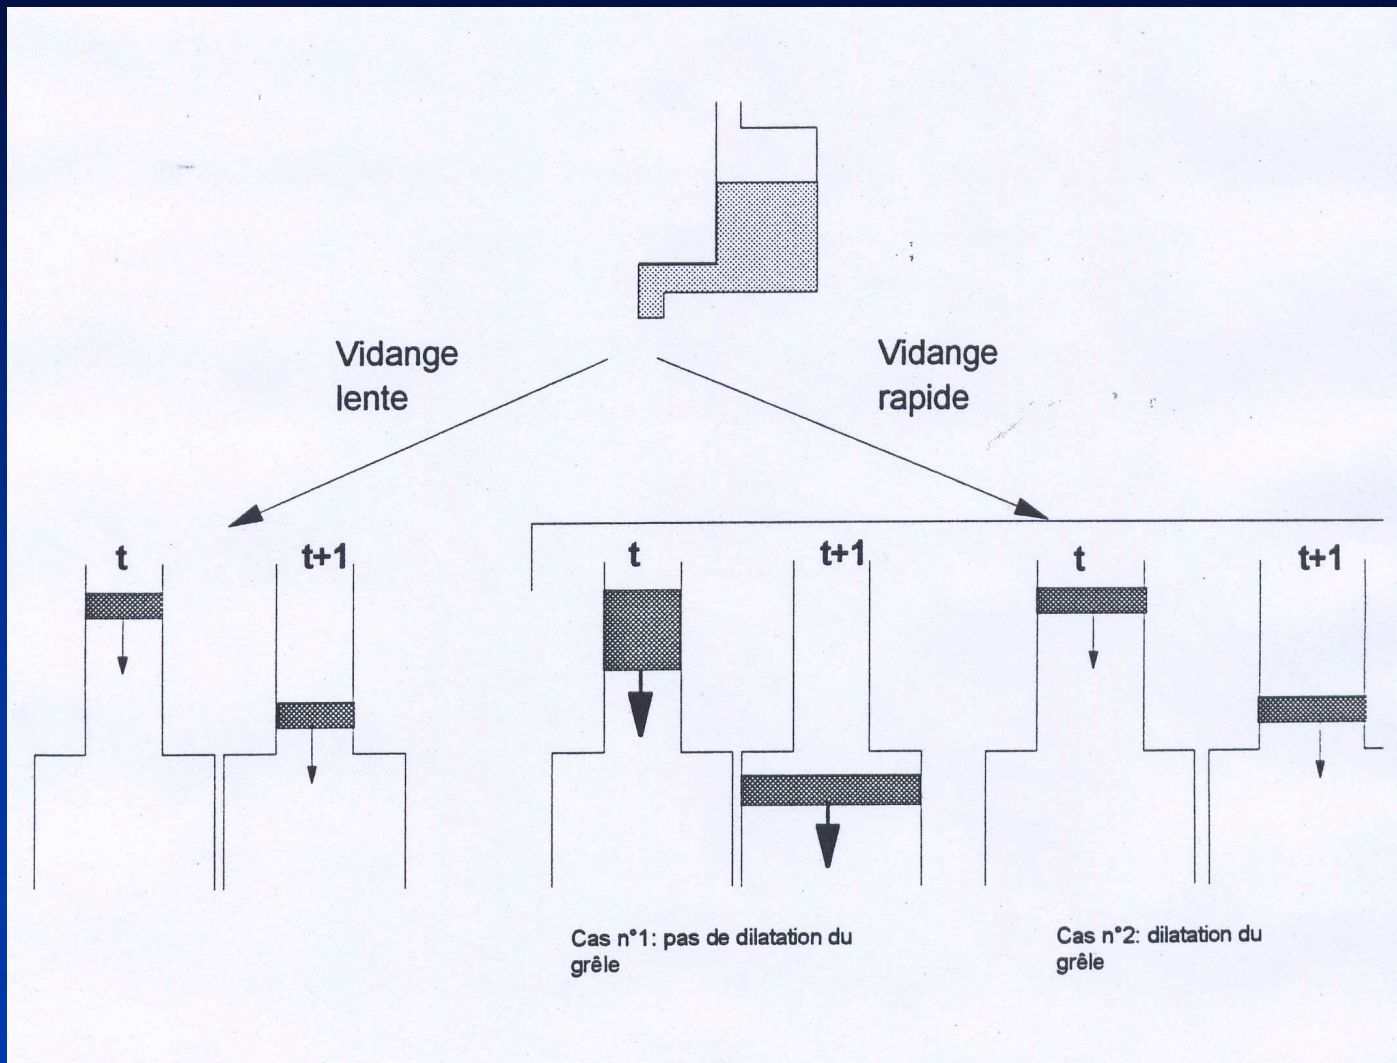 Vidange
lente
Vidange
rapide
t
t+1
t
t+1
t
t+1
Cas n°1: pas de dilatation du
grêle
Cas n°2: dilatation du
grêle